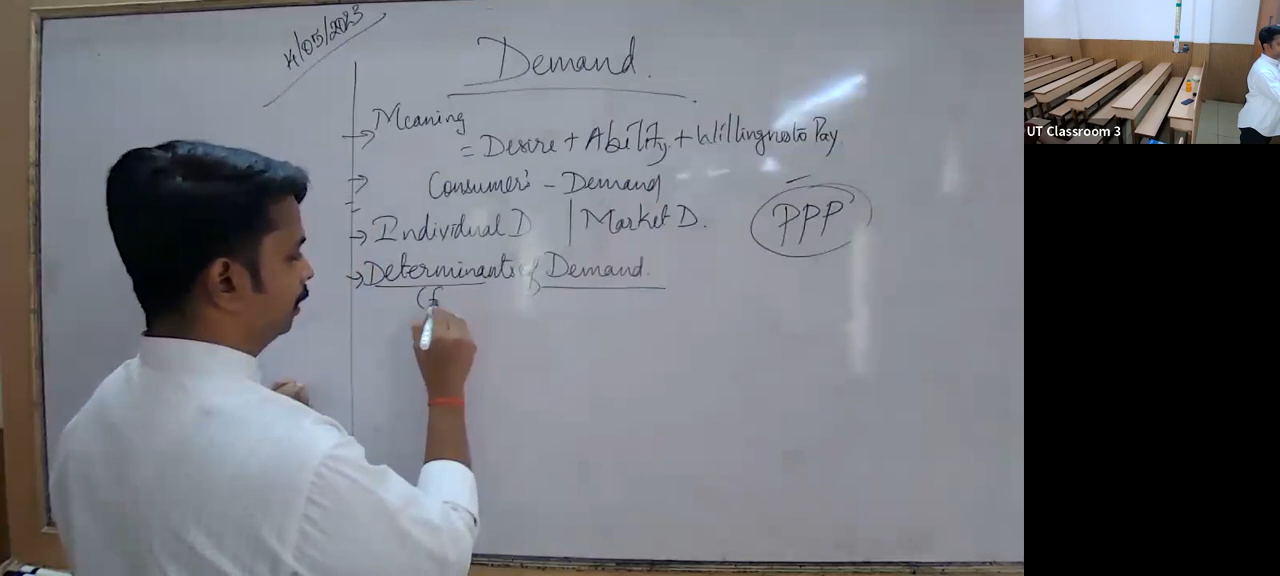 11/05/2023
Demand.
→ Meaning
= Desire + Ability + Willingness to Pay.
→ Consumer's - Demand
→ Individual D | Market D.
PPP
→ Determinants of Demand.
(f
UT Classroom 3